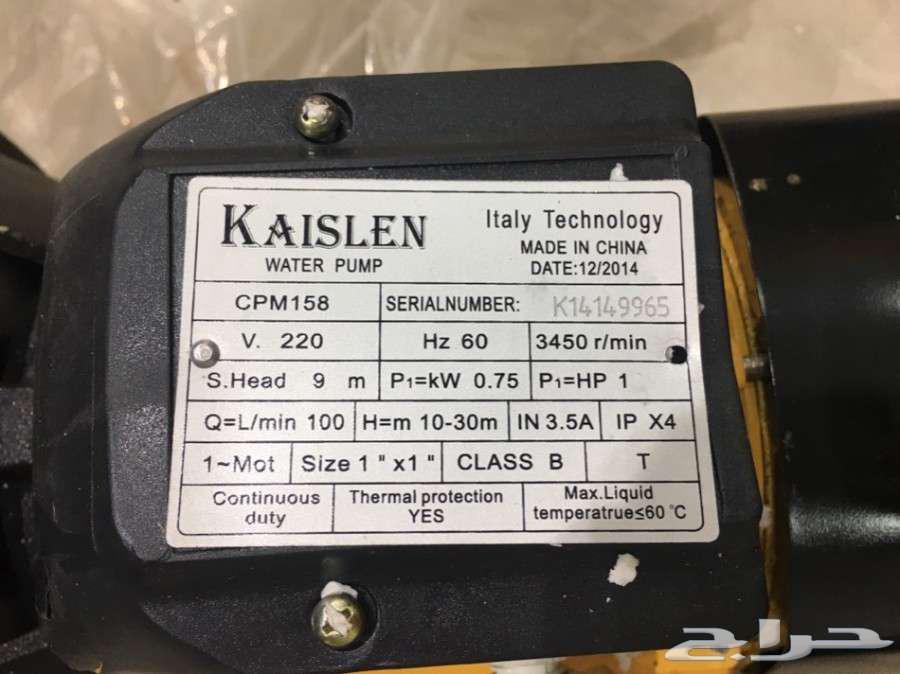 KAISLEN
WATER PUMP
Italy Technology
MADE IN CHINA
DATE:12/2014
CPM158 SERIALNUMBER: K14149965
V. 220 Hz 60 3450 r/min
S.Head 9 m P1=kW 0.75 P1=HP 1
Q=L/min 100 H=m 10-30m IN 3.5A IP X4
1~Mot Size 1 " x1 " CLASS B T
Continuous
duty
Thermal protection
YES
Max.Liquid
temperatrue≤60 °C
حراج